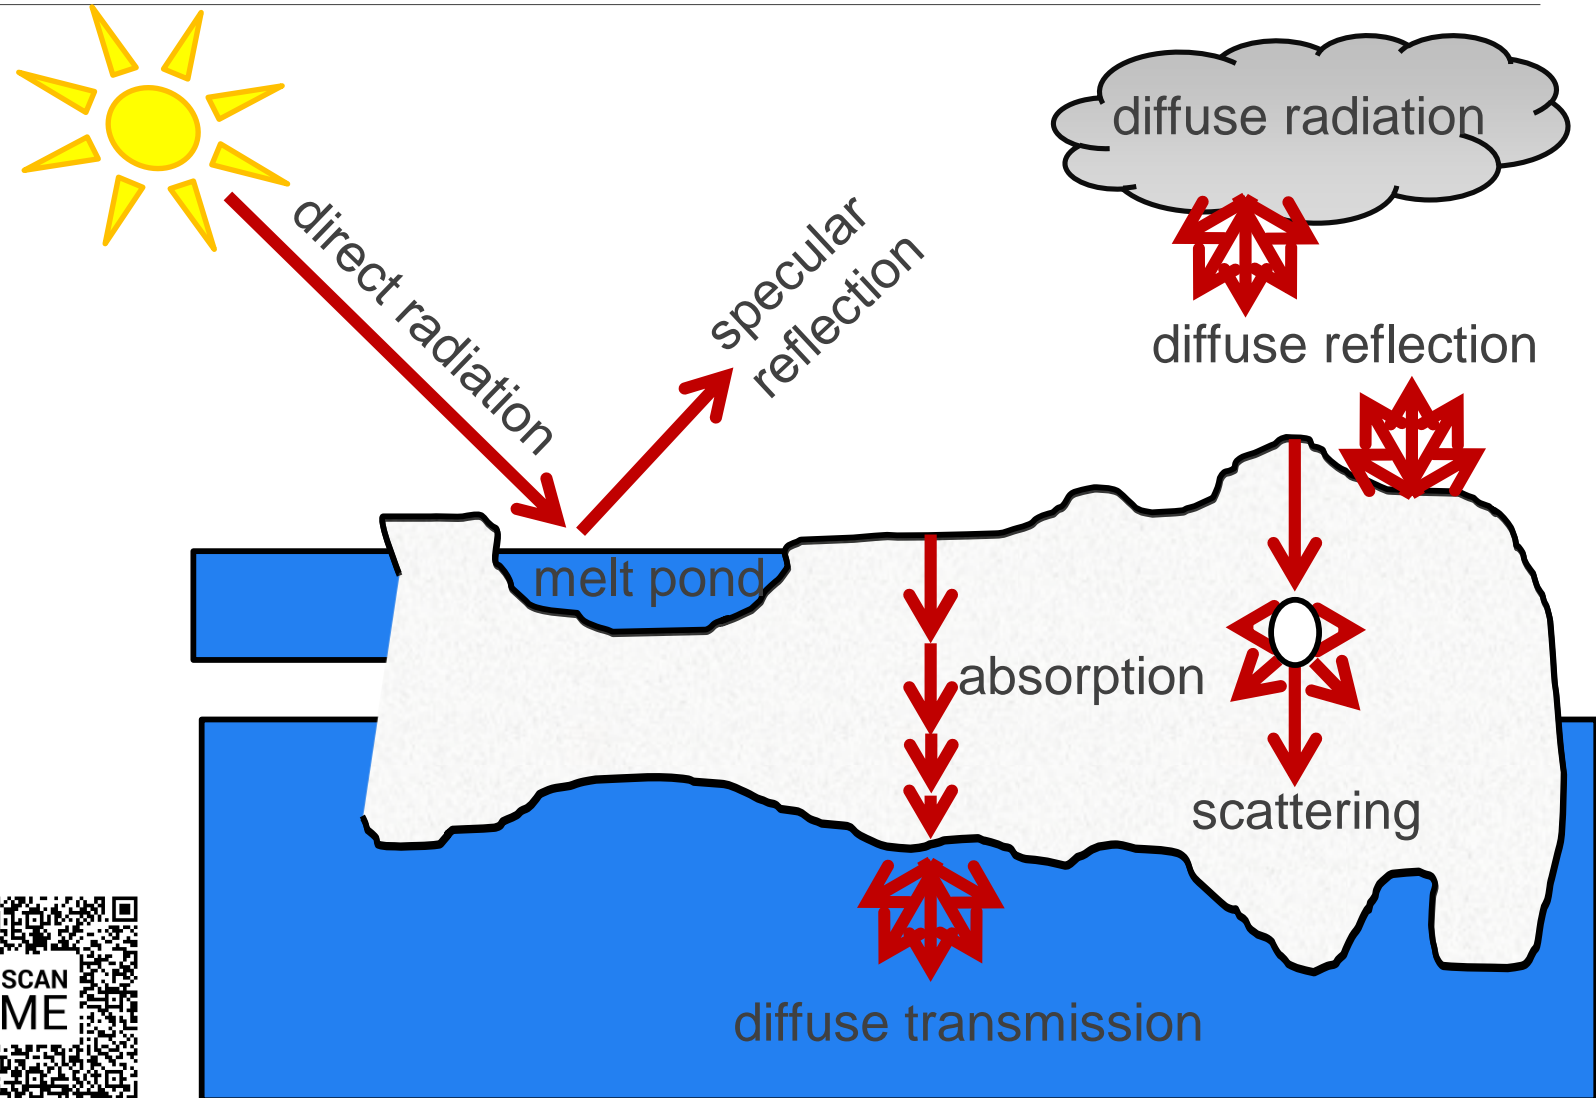 diffuse radiation
direct radiation
specular
reflection
diffuse reflection
melt pond
absorption
scattering
SCAN
ME
diffuse transmission